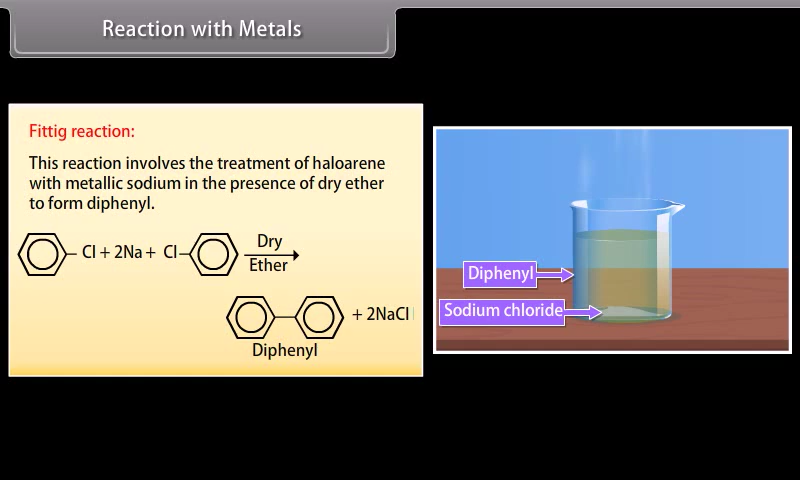 Reaction with Metals
Fittig reaction:
This reaction involves the treatment of haloarene
with metallic sodium in the presence of dry ether
to form diphenyl.
Cl + 2Na + Cl
Dry
Ether
+ 2NaCl
Diphenyl
Diphenyl
Sodium chloride